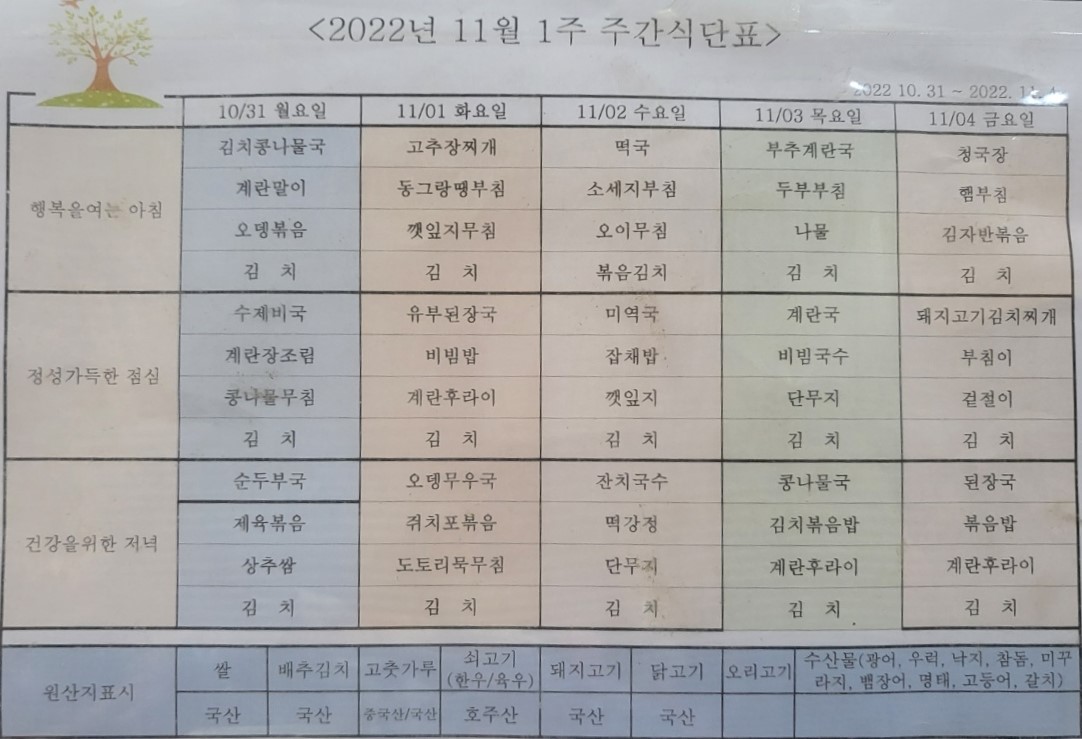 <2022년 11월 1주 주간식단표>
2022 10. 31 ~ 2022. 11. 4
10/31 월요일 11/01 화요일 11/02 수요일 11/03 목요일 11/04 금요일
김치콩나물국 고추장찌개 떡국 부추계란국 청국장
계란말이 동그랑땡부침 소세지부침 두부부침 햄부침
행복을여는 아침
오뎅볶음 깻잎지무침 오이무침 나물 김자반볶음
김 치 김 치 볶음김치 김 치 김 치
수제비국 유부된장국 미역국 계란국 돼지고기김치찌개
계란장조림 비빔밥 잡채밥 비빔국수 부침이
정성가득한 점심
콩나물무침 계란후라이 깻잎지 단무지 겉절이
김 치 김 치 김 치 김 치 김 치
순두부국 오뎅무우국 잔치국수 콩나물국 된장국
제육볶음 쥐치포볶음 떡강정 김치볶음밥 볶음밥
건강을위한 저녁
상추쌈 도토리묵무침 단무지 계란후라이 계란후라이
김 치 김 치 김 치 김 치 김 치
원산지표시
쌀 배추김치 고춧가루 쇠고기 돼지고기 닭고기 오리고기 수산물(광어, 우럭, 낙지, 참돔, 미꾸
(한우/육우) 라지, 뱀장어, 명태, 고등어, 갈치)
국산 국산 중국산/국산 호주산 국산 국산